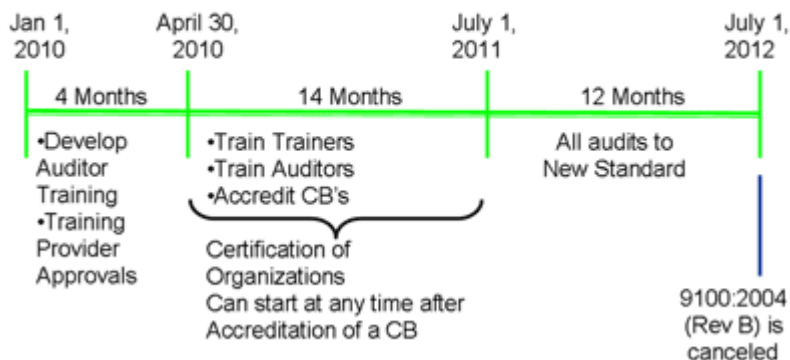 Jan 1,
2010
April 30,
2010
July 1,
2011
July 1,
2012
4 Months
14 Months
12 Months
•Develop
Auditor
Training
•Training
Provider
Approvals
•Train Trainers
•Train Auditors
•Accredit CB's
Certification of
Organizations
Can start at any time after
Accreditation of a CB
All audits to
New Standard
9100:2004
(Rev B) is
canceled